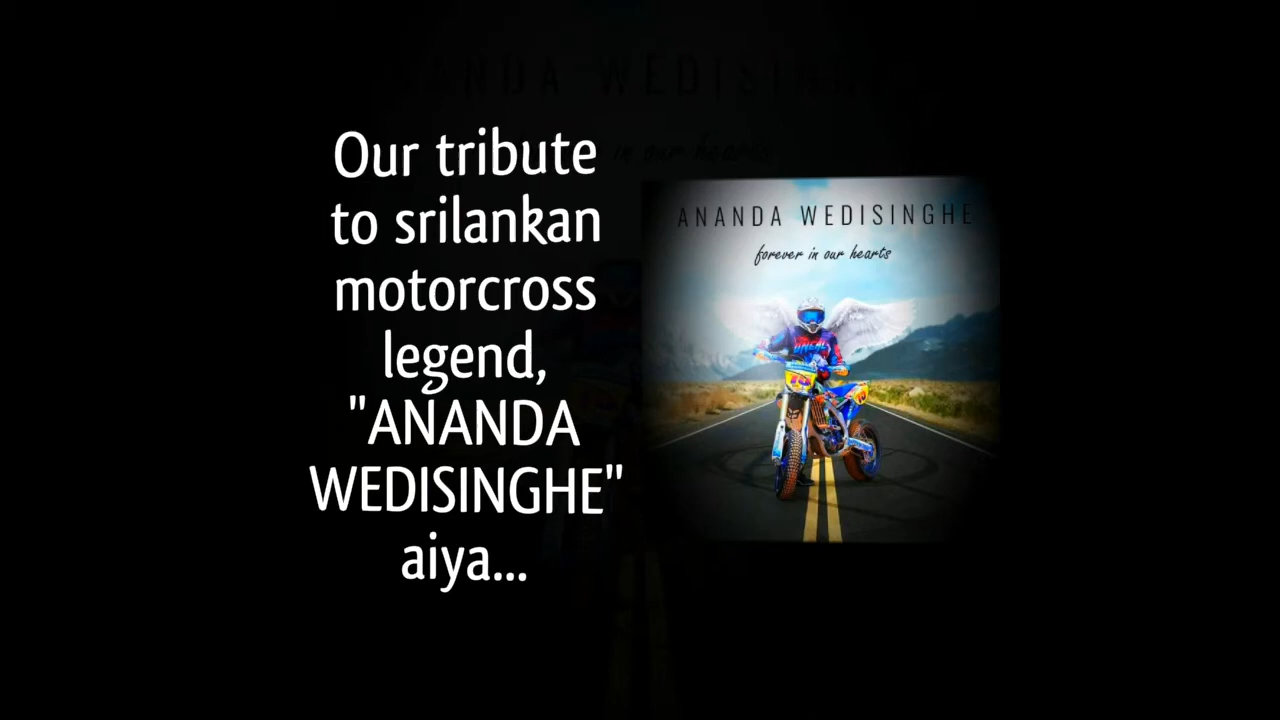 Our tribute
to srilankan
motorcross
legend,
"ANANDA
WEDISINGHE"
aiya...
ANANDA WEDISINGHE
forever in our hearts